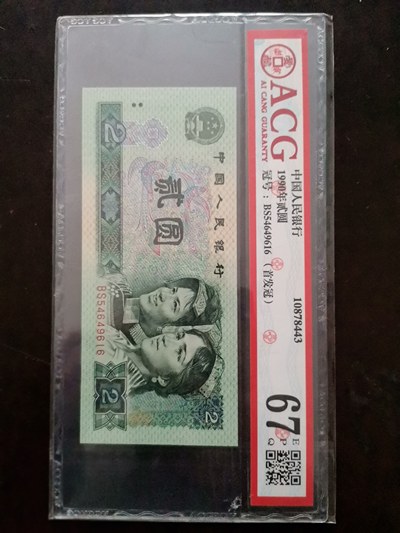 ACG
AI CANG GUARANTY
中国人民银行
1990年贰圆
冠号：BS54649616（首发冠）
10878443
67
E
P
Q
中国人民银行
贰圆
2
BS54649616
2
2